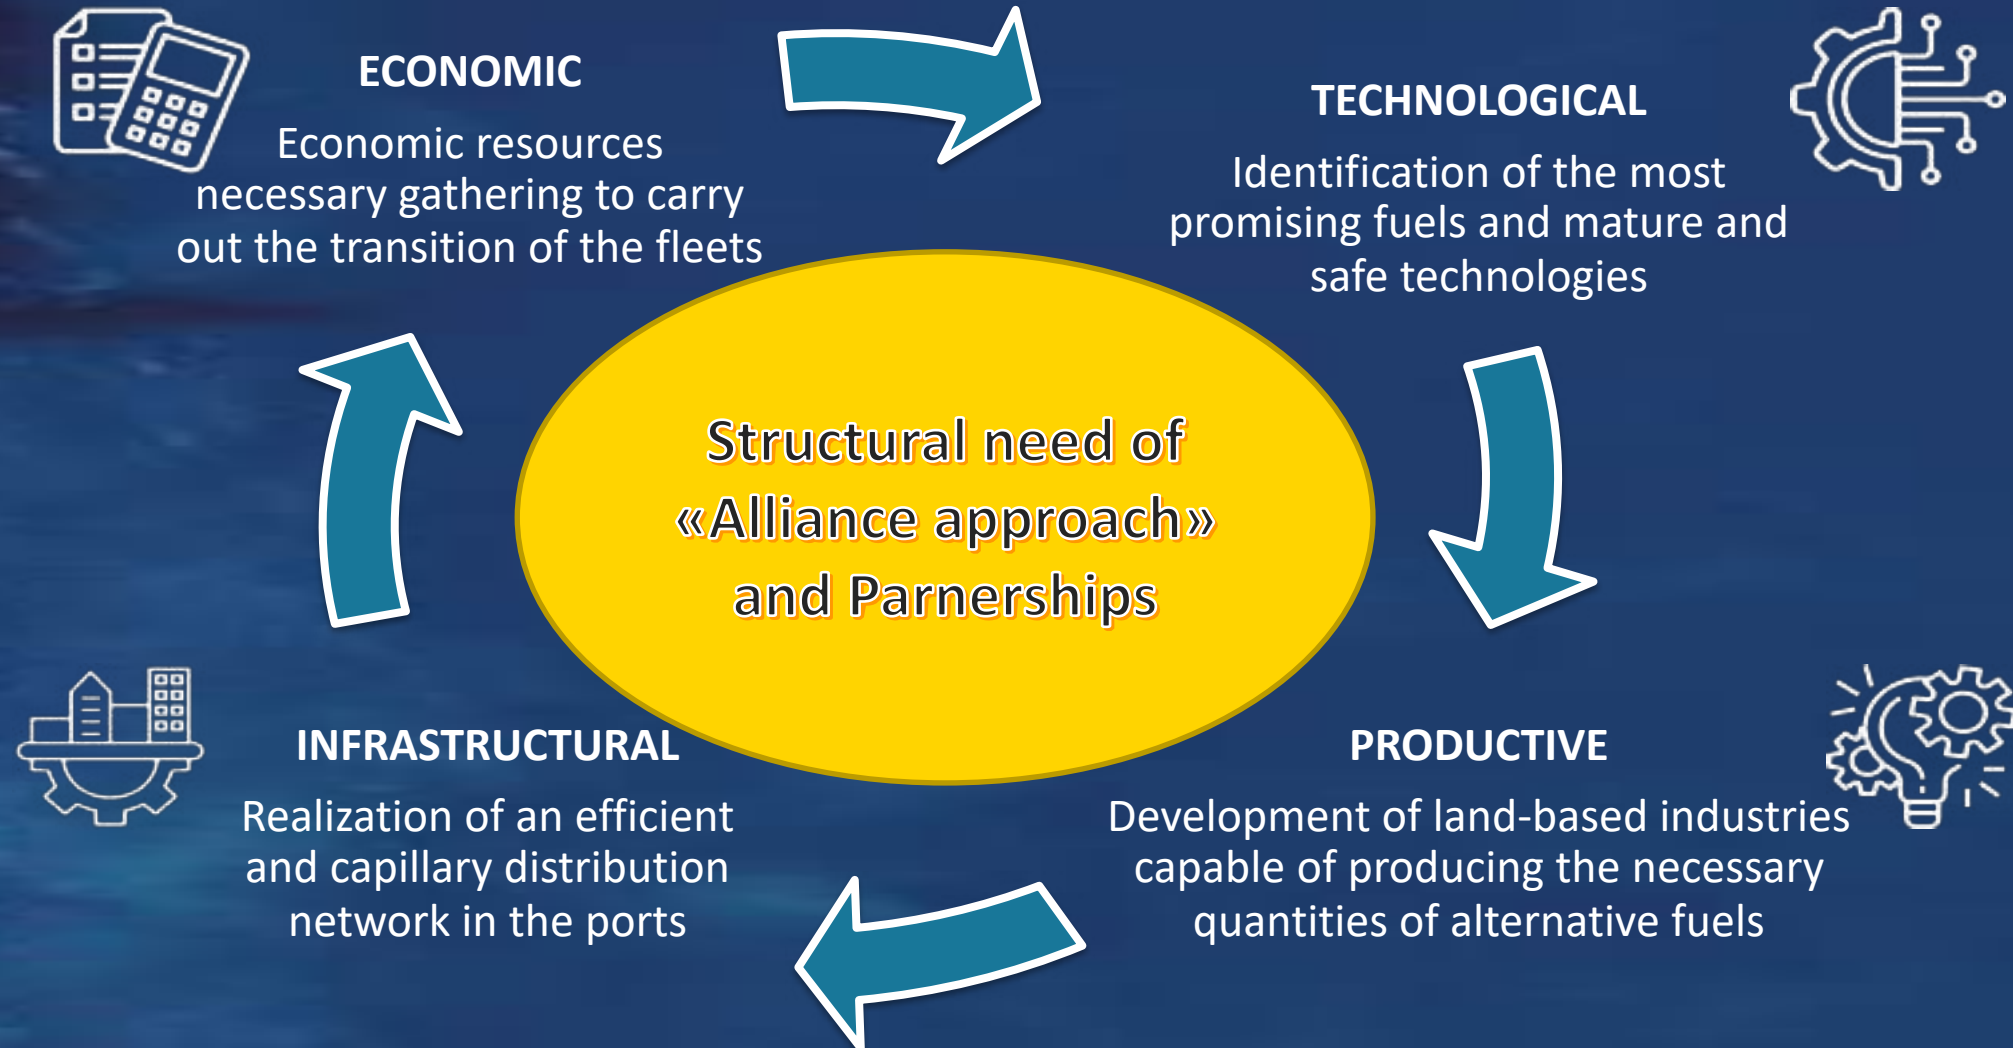 ECONOMIC
Economic resources
necessary gathering to carry
out the transition of the fleets
TECHNOLOGICAL
Identification of the most
promising fuels and mature and
safe technologies
Structural need of
«Alliance approach»
and Parnerships
INFRASTRUCTURAL
Realization of an efficient
and capillary distribution
network in the ports
PRODUCTIVE
Development of land-based industries
capable of producing the necessary
quantities of alternative fuels